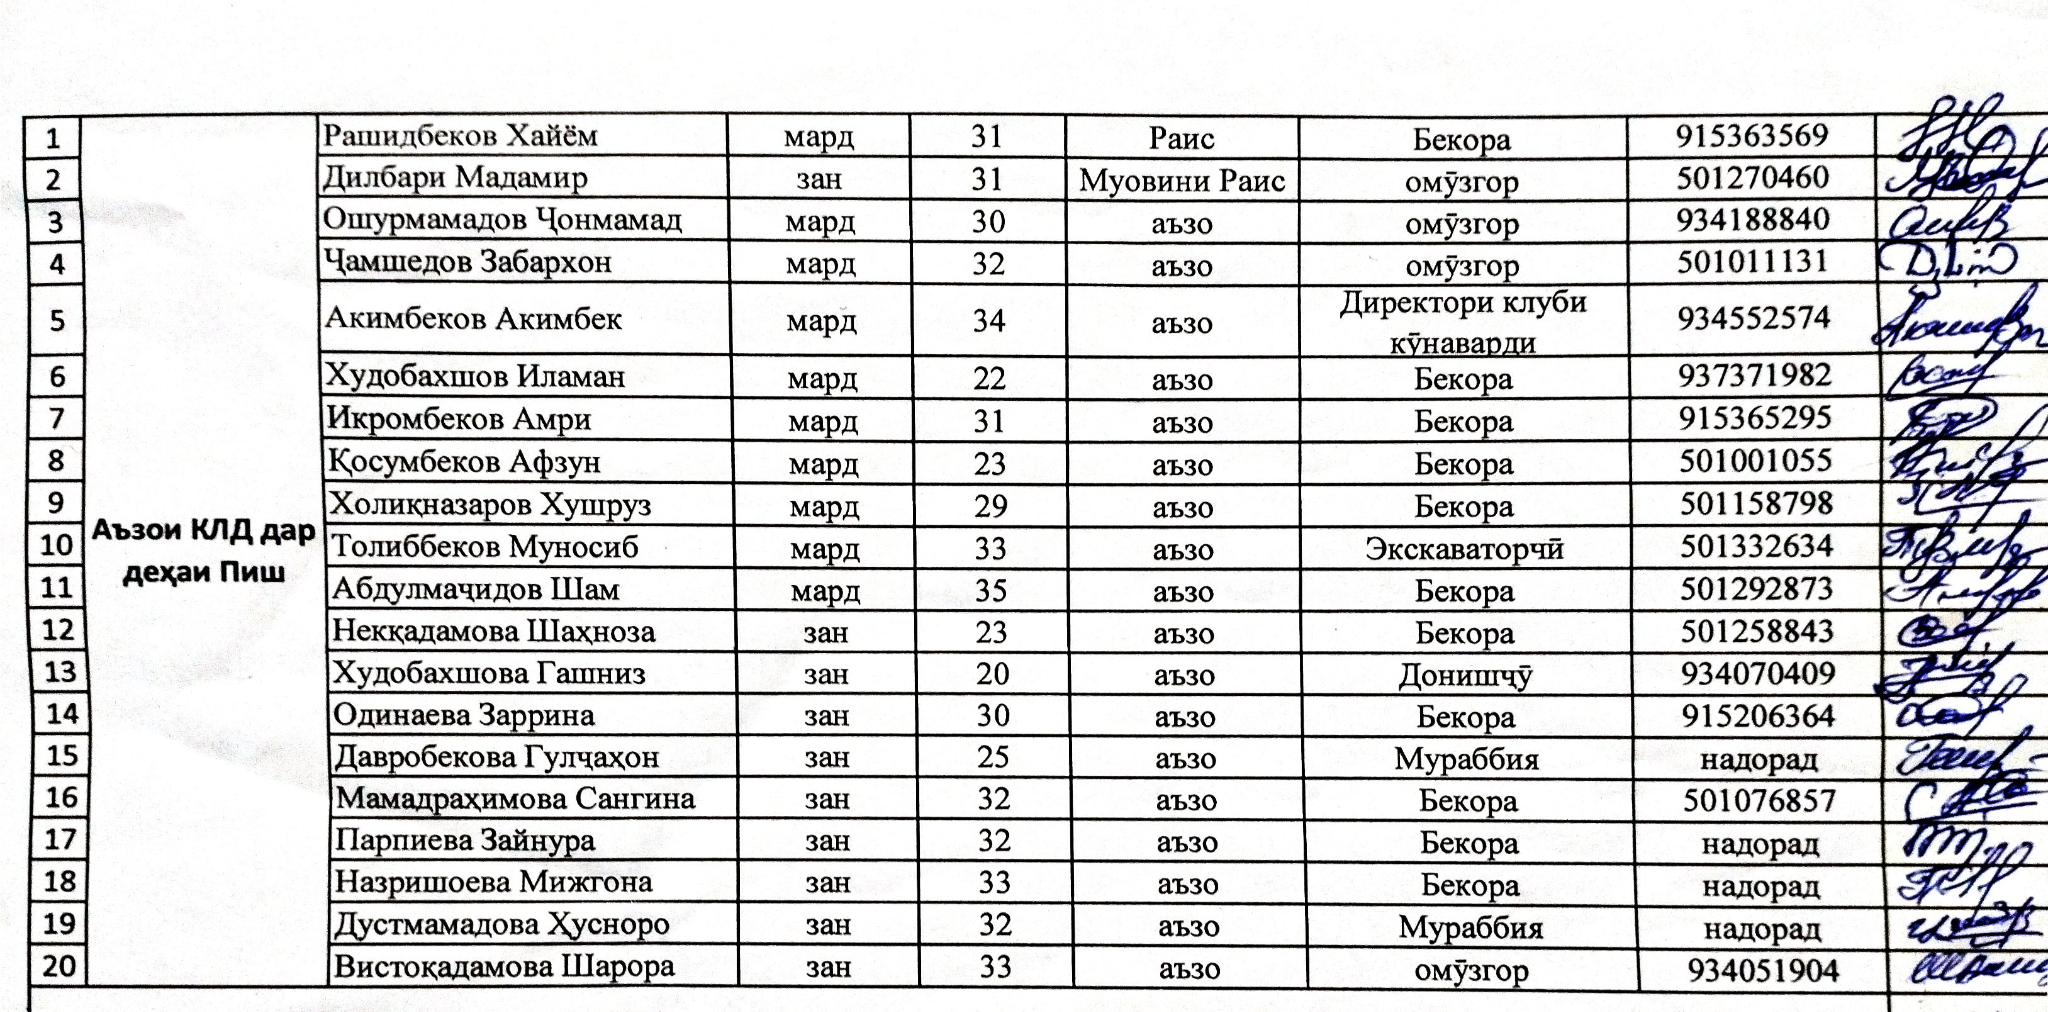 1 Рашидбеков Хайём мард 31 Раис Бекора 915363569
2 Дилбари Мадамир зан 31 Муовини Раис омӯзгор 501270460
3 Ошурмамадов Ҷонмамад мард 30 аъзо омӯзгор 934188840
4 Ҷамшедов Забархон мард 32 аъзо омӯзгор 501011131
5 Акимбеков Акимбек мард 34 аъзо Директори клуби кӯнаварди 934552574
6 Худобахшов Иламан мард 22 аъзо Бекора 937371982
7 Икромбеков Амри мард 31 аъзо Бекора 915365295
8 Қосумбеков Афзун мард 23 аъзо Бекора 501001055
9 Холиқназаров Хушруз мард 29 аъзо Бекора 501158798
Аъзои КЛД дар
деҳаи Пиш
10 Толиббеков Муносиб мард 33 аъзо Экскаваторчӣ 501332634
11 Абдулмаҷидов Шам мард 35 аъзо Бекора 501292873
12 Некқадамова Шаҳноза зан 23 аъзо Бекора 501258843
13 Худобахшова Гашниз зан 20 аъзо Донишҷӯ 934070409
14 Одинаева Заррина зан 30 аъзо Бекора 915206364
15 Давробекова Гулҷаҳон зан 25 аъзо Мураббия надорад
16 Мамадраҳимова Сангина зан 32 аъзо Бекора 501076857
17 Парпиева Зайнура зан 32 аъзо Бекора надорад
18 Назришоева Мижгона зан 33 аъзо Бекора надорад
19 Дустмамадова Ҳусноро зан 32 аъзо Мураббия надорад
20 Вистоқадамова Шарора зан 33 аъзо омӯзгор 934051904